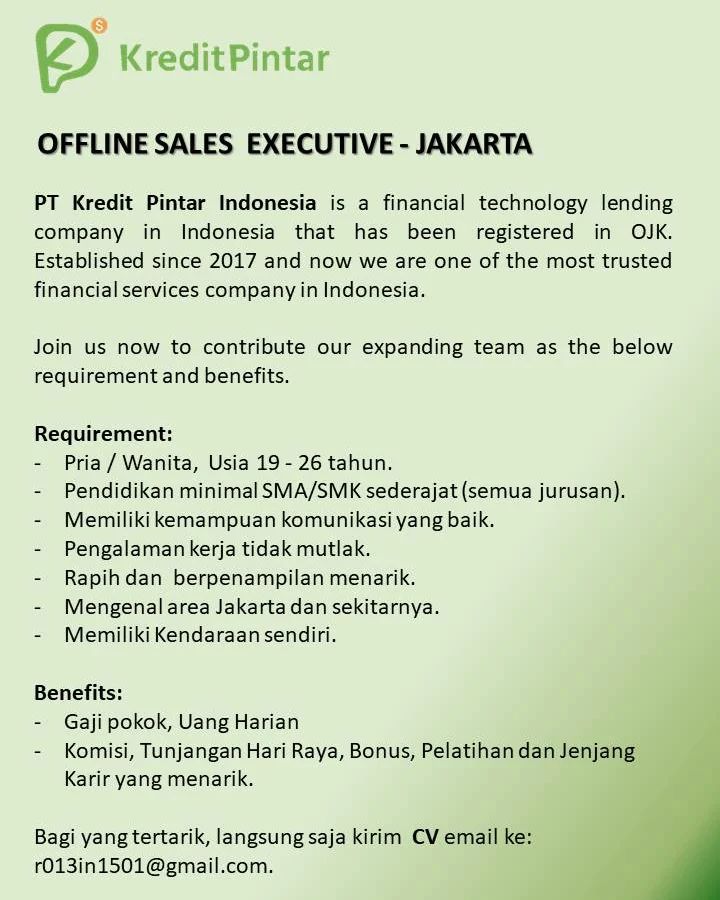 KreditPintar
OFFLINE SALES EXECUTIVE - JAKARTA
PT Kredit Pintar Indonesia is a financial technology lending
company in Indonesia that has been registered in OJK.
Established since 2017 and now we are one of the most trusted
financial services company in Indonesia.
Join us now to contribute our expanding team as the below
requirement and benefits.
Requirement:
- Pria / Wanita, Usia 19 - 26 tahun.
- Pendidikan minimal SMA/SMK sederajat (semua jurusan).
- Memiliki kemampuan komunikasi yang baik.
- Pengalaman kerja tidak mutlak.
- Rapih dan berpenampilan menarik.
- Mengenal area Jakarta dan sekitarnya.
- Memiliki Kendaraan sendiri.
Benefits:
- Gaji pokok, Uang Harian
- Komisi, Tunjangan Hari Raya, Bonus, Pelatihan dan Jenjang
Karir yang menarik.
Bagi yang tertarik, langsung saja kirim CV email ke:
r013in1501@gmail.com.